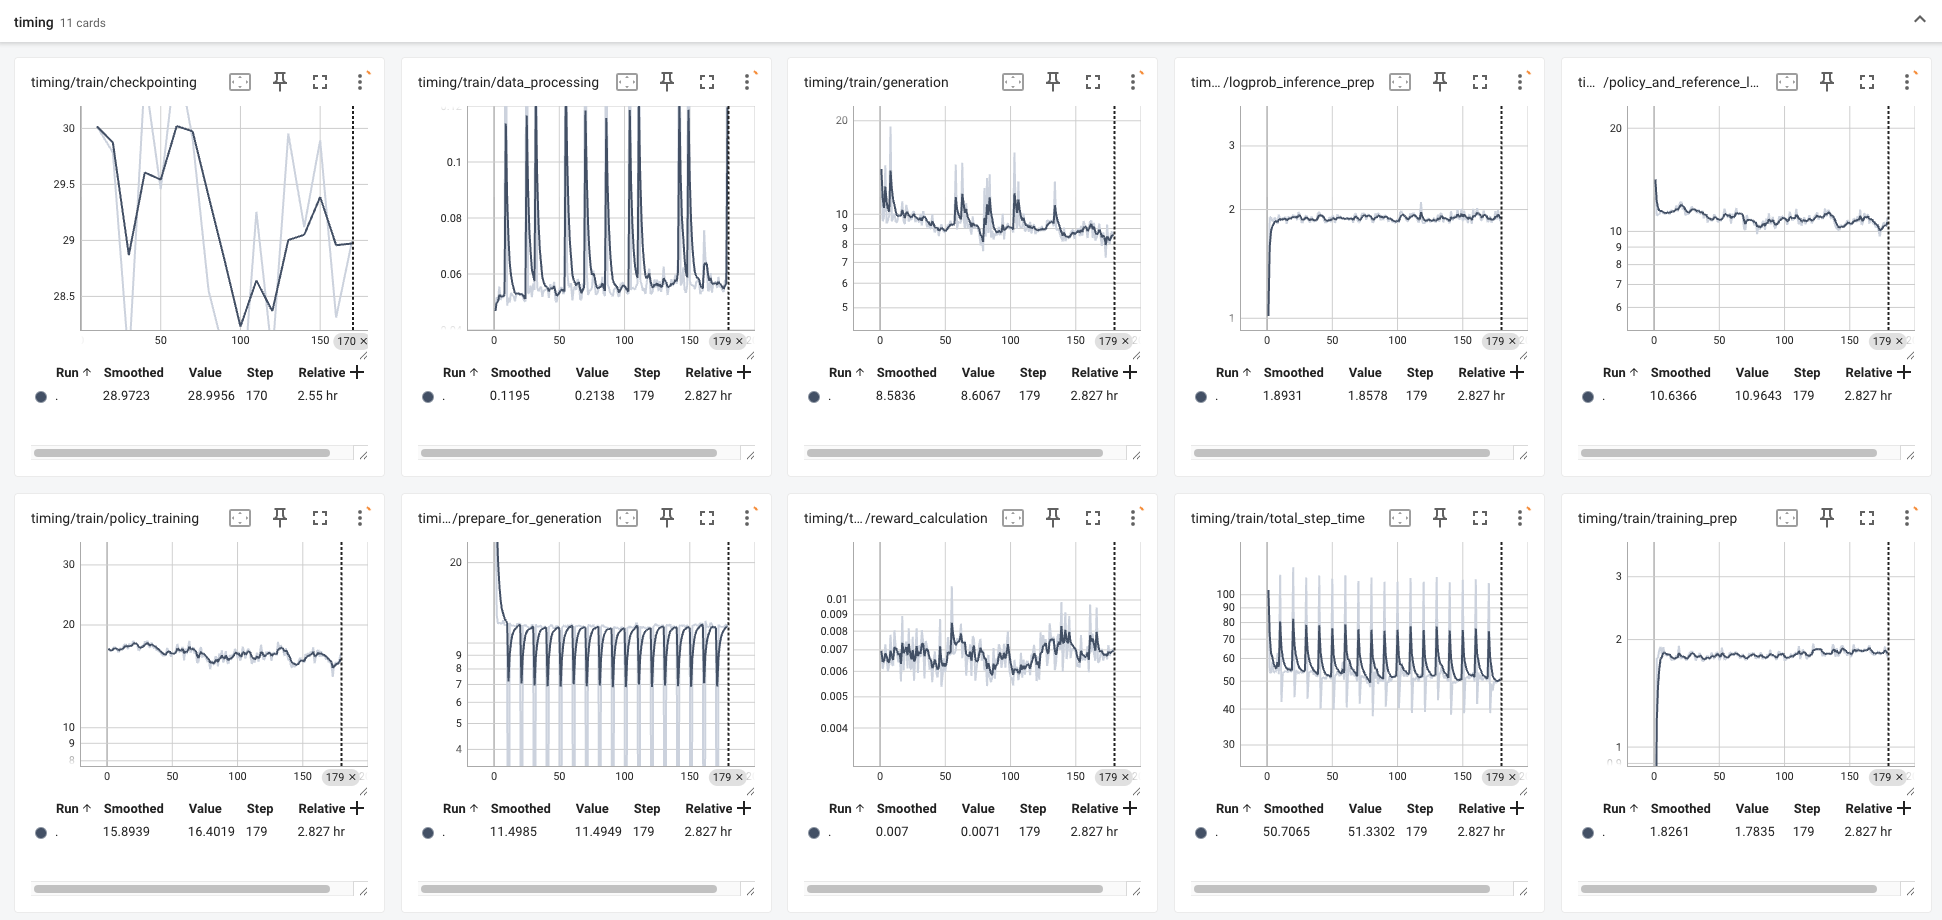 timing 11 cards
timing/train/checkpointing
30
29.5
29
28.5
50 100 150 170 ×
Run ↑ Smoothed Value Step Relative +
. 28.9723 28.9956 170 2.55 hr
timing/train/data_processing
0.1
0.08
0.06
0 50 100 150 179 ×
Run ↑ Smoothed Value Step Relative +
. 0.1195 0.2138 179 2.827 hr
timing/train/generation
20
10
9
8
7
6
5
0 50 100 150 179 ×
Run ↑ Smoothed Value Step Relative +
. 8.5836 8.6067 179 2.827 hr
tim… /logprob_inference_prep
3
2
1
0 50 100 150 179 ×
Run ↑ Smoothed Value Step Relative +
. 1.8931 1.8578 179 2.827 hr
ti… /policy_and_reference_l…
20
10
9
8
7
6
0 50 100 150 179 ×
Run ↑ Smoothed Value Step Relative +
. 10.6366 10.9643 179 2.827 hr
timing/train/policy_training
30
20
10
9
8
0 50 100 150 179 ×
Run ↑ Smoothed Value Step Relative +
. 15.8939 16.4019 179 2.827 hr
timi… /prepare_for_generation
20
9
8
7
6
5
4
0 50 100 150 179 ×
Run ↑ Smoothed Value Step Relative +
. 11.4985 11.4949 179 2.827 hr
timing/t… /reward_calculation
0.01
0.009
0.008
0.007
0.006
0.005
0.004
0 50 100 150 179 ×
Run ↑ Smoothed Value Step Relative +
. 0.007 0.0071 179 2.827 hr
timing/train/total_step_time
100
90
80
70
60
50
40
30
0 50 100 150 179 ×
Run ↑ Smoothed Value Step Relative +
. 50.7065 51.3302 179 2.827 hr
timing/train/training_prep
3
2
1
0.9
0 50 100 150 179 ×
Run ↑ Smoothed Value Step Relative +
. 1.8261 1.7835 179 2.827 hr